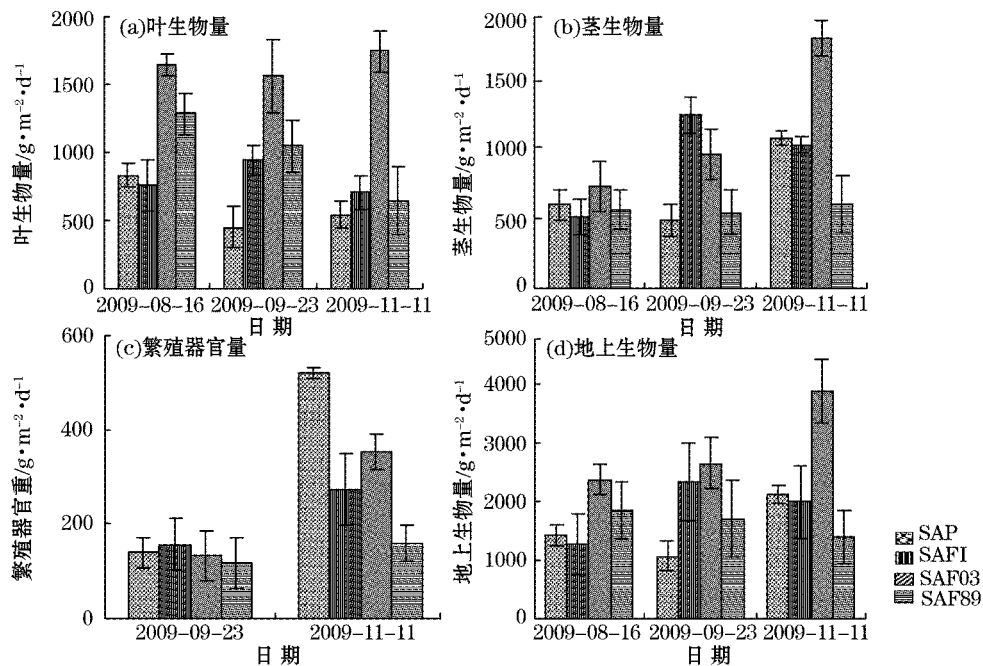 2000
1500
1000
500
0
叶生物量/g•m⁻²•d⁻¹
(a)叶生物量
2009-08-16 2009-09-23 2009-11-11
日期
2000
1500
1000
500
0
茎生物量/g•m⁻²•d⁻¹
(b)茎生物量
2009-08-16 2009-09-23 2009-11-11
日期
600
400
200
0
繁殖器官重/g•m⁻²•d⁻¹
(c)繁殖器官量
2009-09-23 2009-11-11
日期
4000
3000
2000
1000
0
地上生物量/g•m⁻²•d⁻¹
(d)地上生物量
2009-08-16 2009-09-23 2009-11-11
日期
SAP
SAFI
SAF03
SAF89